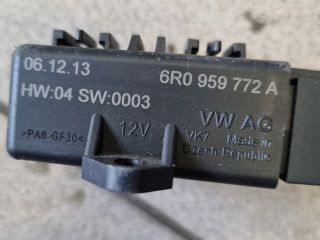 06.12.13 6R0 959 772 A
HW:04 SW:0003 VW AG
>PA6-GF30< 12V VK7 Made in
Czech Republic